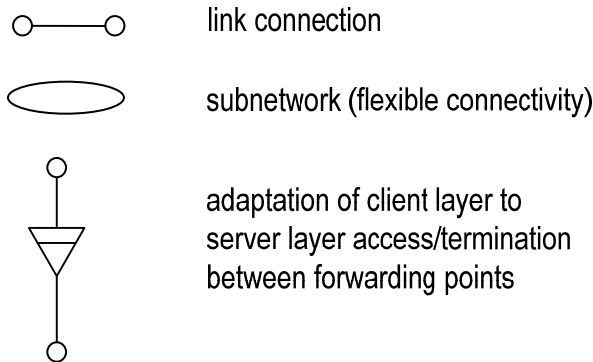 link connection
subnetwork (flexible connectivity)
adaptation of client layer to
server layer access/termination
between forwarding points